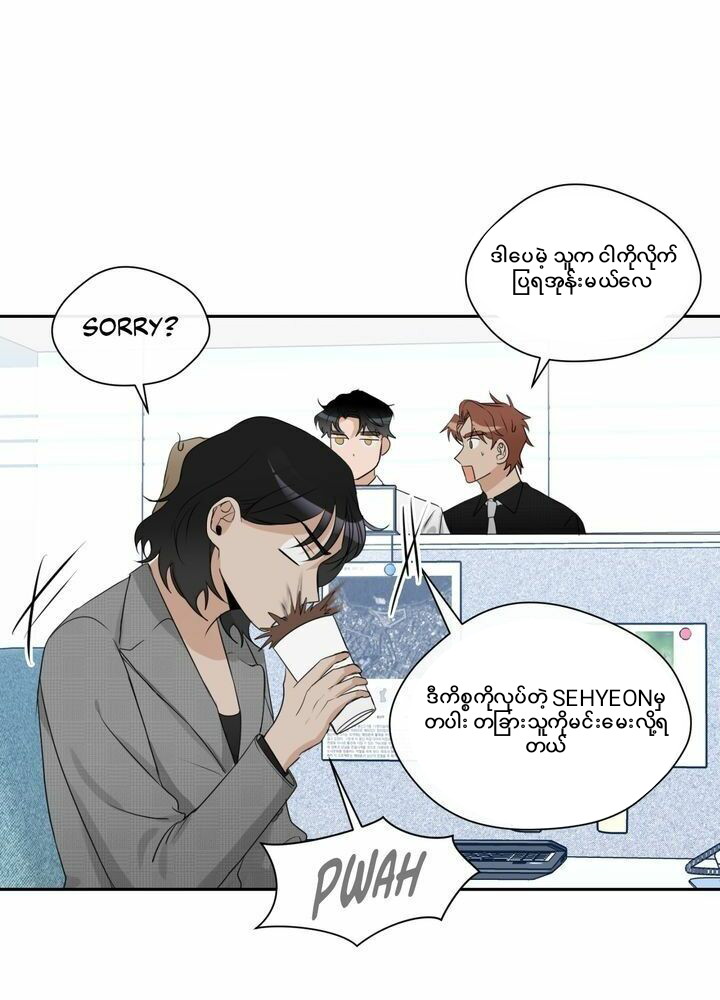 ဒါပေမဲ့ သူက ငါ့ကိုလိုက်
ပြရအုန်းမယ်လေ
SORRY?
ဒီကိစ္စကိုလုပ်တဲ့ SEHYEONမှ
တပါး တခြားသူကိုမင်းမေးလို့ရ
တယ်
PWAH